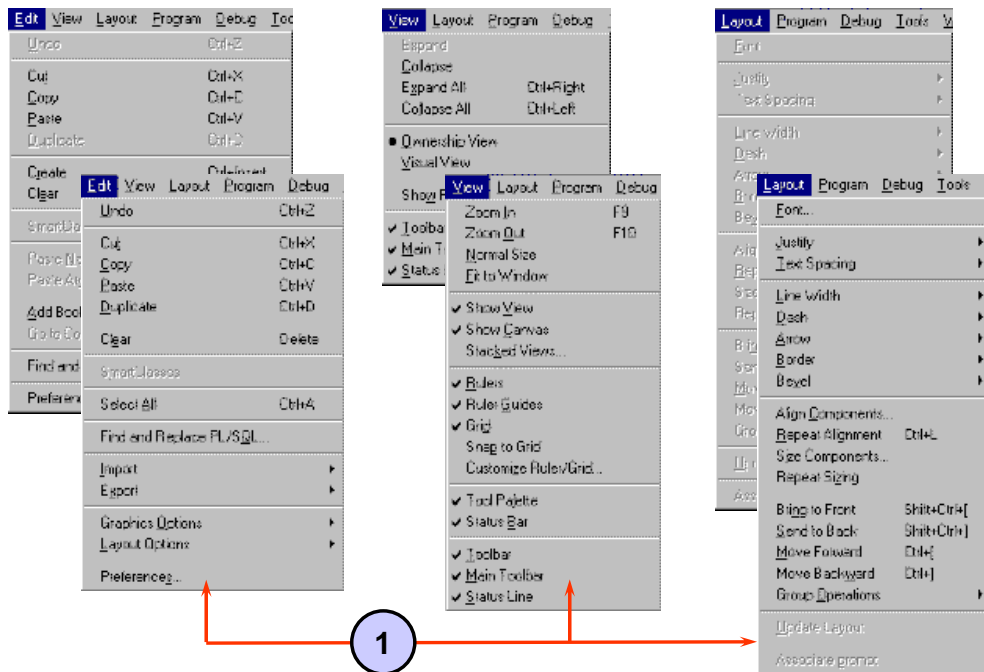 Edit View Layout Program Debug
Undo Ctrl+Z
Cut Ctrl+X
Copy Ctrl+C
Paste Ctrl+V
Duplicate
Create Ctrl+Insert
Clear
Paste
Find and
Edit View Layout Program Debug
Undo Ctrl+Z
Cut Ctrl+X
Copy Ctrl+C
Paste Ctrl+V
Duplicate Ctrl+D
Clear Delete
SmartClasses
Select All Ctrl+A
Find and Replace PL/SQL...
Import
Export
Graphics Options
Layout Options
Preferences...
View Layout Program Debug
Expand
Collapse
Expand All Ctrl+Right
Collapse All Ctrl+Left
Ownership View
Visual View
Show
Main
Status
View Layout Program Debug
Zoom In F9
Zoom Out F10
Normal Size
Fit to Window
Show View
Show Canvas
Stacked Views...
Rulers
Ruler Guides
Grid
Snap to Grid
Customize Ruler/Grid...
Tool Palette
Status Bar
Toolbar
Main Toolbar
Status Line
Layout Program Debug Tools
Font
Justify
Text Spacing
Line Width
Dash
Layout Program Debug Tools
Font...
Justify
Text Spacing
Line Width
Dash
Arrow
Border
Bevel
Align Components...
Repeat Alignment Ctrl+L
Size Components...
Repeat Sizing
Bring to Front Shift+Ctrl+[
Send to Back Shift+Ctrl+]
Move Forward Ctrl+[
Move Backward Ctrl+]
Group Operations
Update Layout
Associate prompt
1